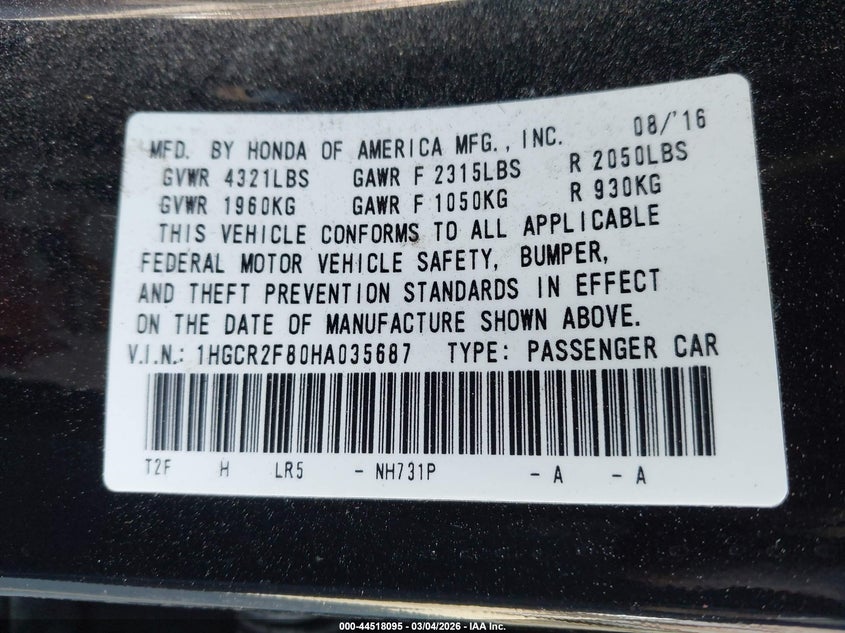 MFD. BY HONDA OF AMERICA MFG., INC. 08/'16
GVWR 4321LBS GAWR F 2315LBS R 2050LBS
GVWR 1960KG GAWR F 1050KG R 930KG
THIS VEHICLE CONFORMS TO ALL APPLICABLE
FEDERAL MOTOR VEHICLE SAFETY, BUMPER,
AND THEFT PREVENTION STANDARDS IN EFFECT
ON THE DATE OF MANUFACTURE SHOWN ABOVE.
V.I.N.: 1HGCR2F80HA035687 TYPE: PASSENGER CAR
T2F H LR5 - NH731P - A - A
000-44518095 - 03/04/2026 - IAA Inc.